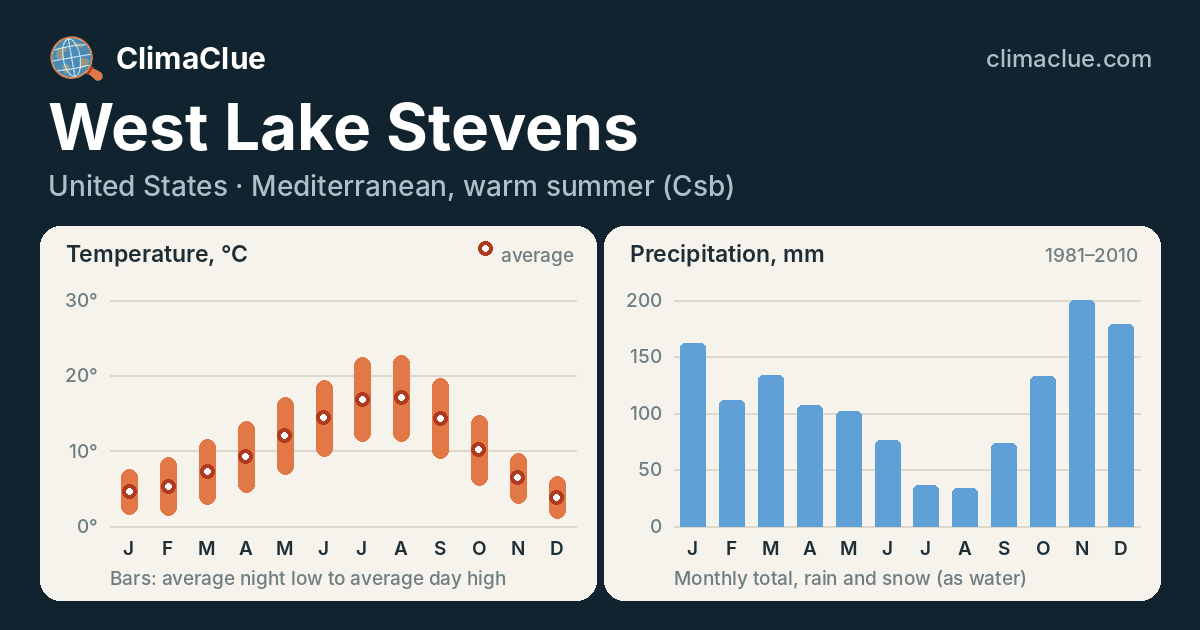 ClimaClue
climaclue.com
West Lake Stevens
United States · Mediterranean, warm summer (Csb)
Temperature, °C
average
30°
20°
10°
0°
J F M A M J J A S O N D
Bars: average night low to average day high
Precipitation, mm
1981–2010
200
150
100
50
0
J F M A M J J A S O N D
Monthly total, rain and snow (as water)